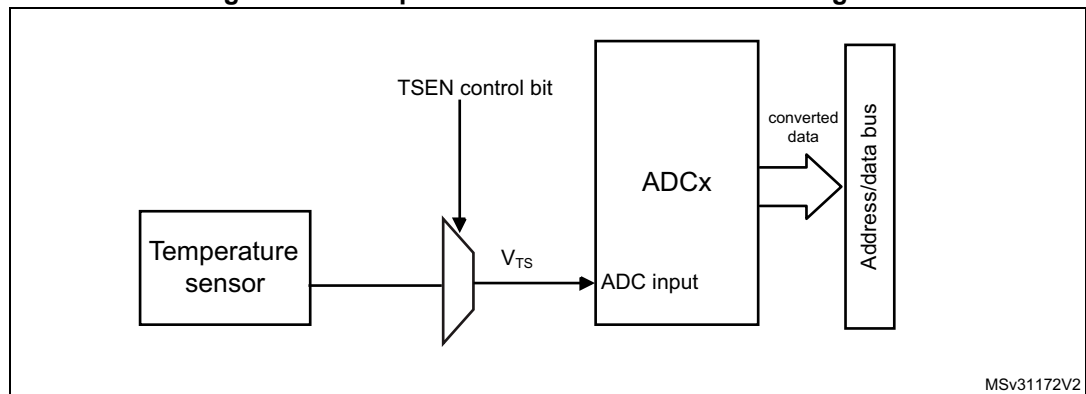 TSEN control bit
converted
data
ADCx
Address/data bus
Temperature
sensor
VTS
ADC input
MSv31172V2